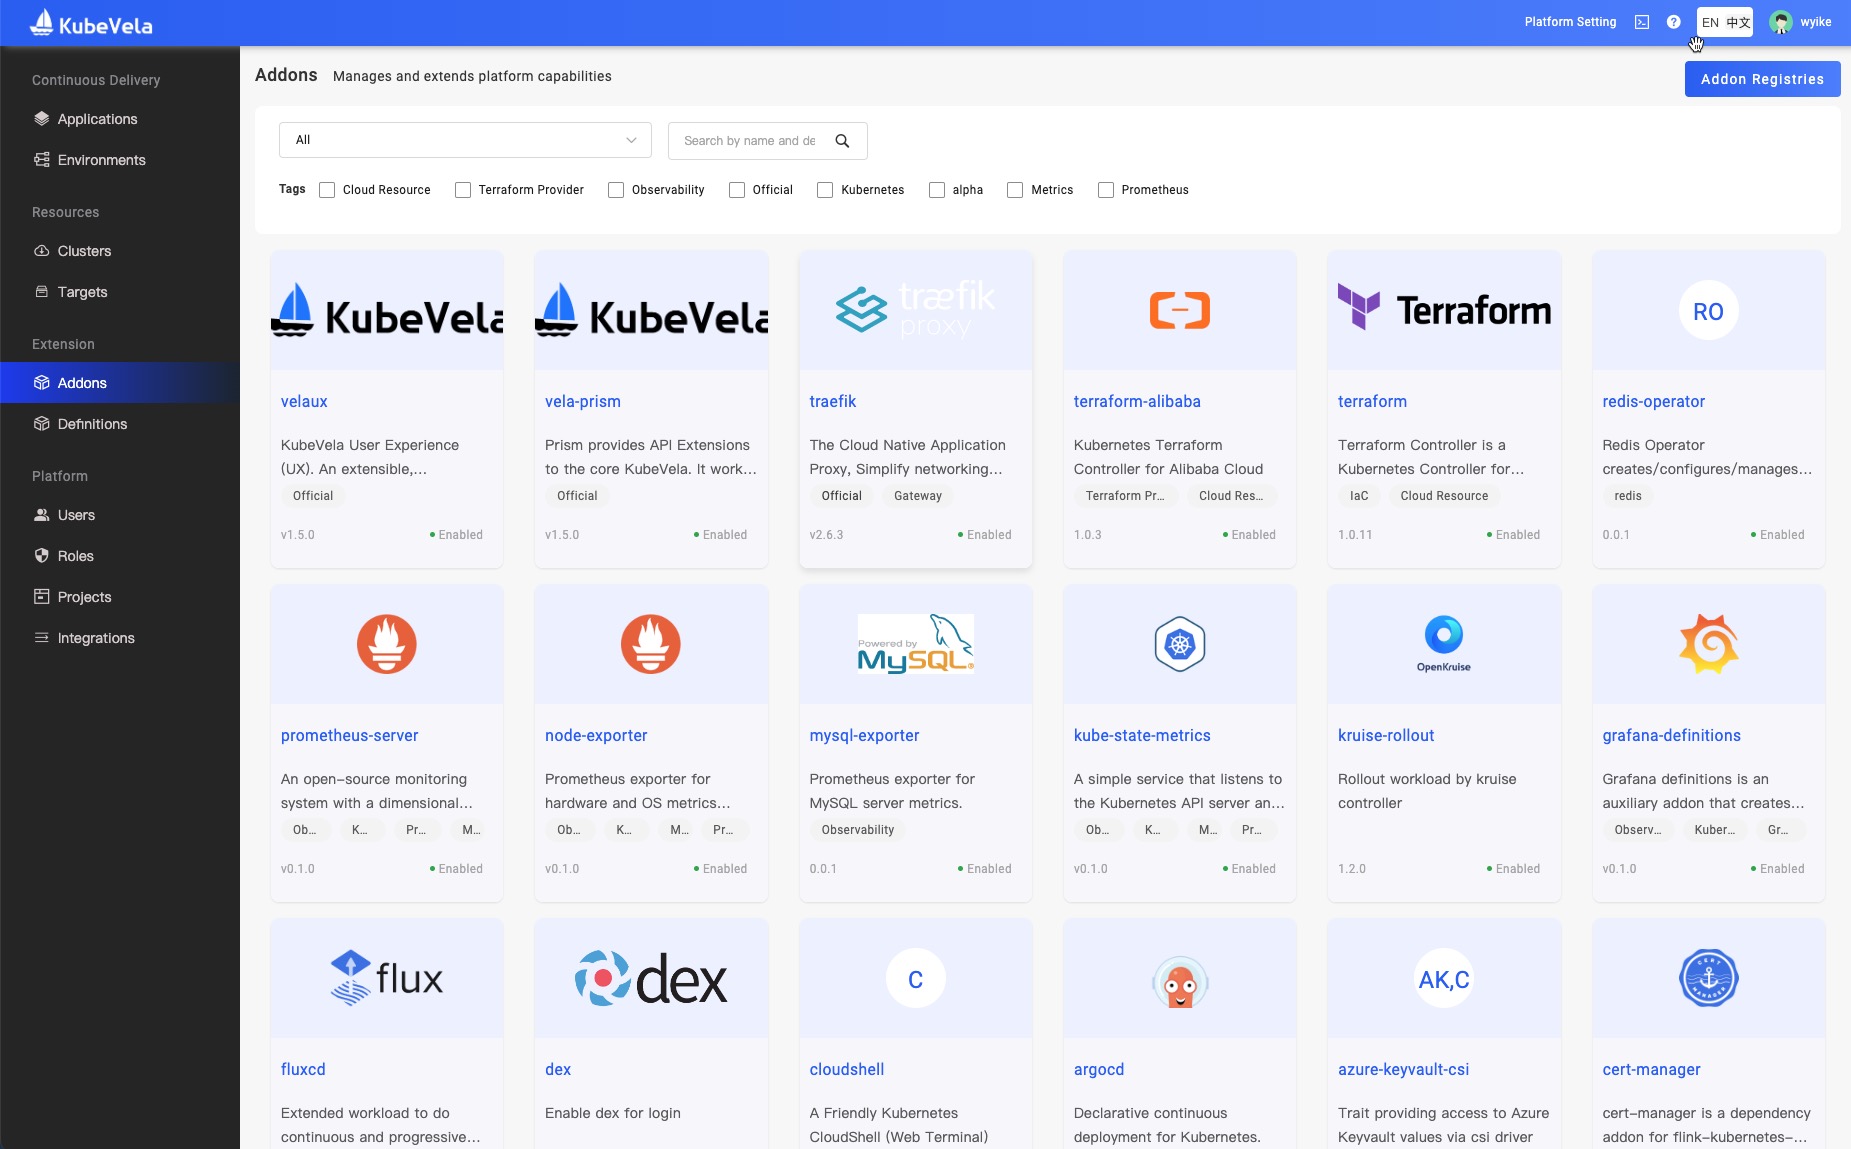 KubeVela
Platform Setting
EN 中文
wyike
Continuous Delivery
Applications
Environments
Resources
Clusters
Targets
Extension
Addons
Definitions
Platform
Users
Roles
Projects
Integrations
Addons Manages and extends platform capabilities
Addon Registries
All
Search by name and de
Tags Cloud Resource Terraform Provider Observability Official Kubernetes alpha Metrics Prometheus
KubeVela
velaux
KubeVela User Experience
(UX). An extensible,...
Official
v1.5.0 Enabled
KubeVela
vela-prism
Prism provides API Extensions
to the core KubeVela. It work...
Official
v1.5.0 Enabled
træfik
proxy
traefik
The Cloud Native Application
Proxy, Simplify networking...
Official Gateway
v2.6.3 Enabled
terraform-alibaba
Kubernetes Terraform
Controller for Alibaba Cloud
Terraform Pr... Cloud Res...
1.0.3 Enabled
Terraform
terraform
Terraform Controller is a
Kubernetes Controller for...
IaC Cloud Resource
1.0.11 Enabled
RO
redis-operator
Redis Operator
creates/configures/manages...
redis
0.0.1 Enabled
prometheus-server
An open-source monitoring
system with a dimensional...
Ob... K... Pr... M...
v0.1.0 Enabled
node-exporter
Prometheus exporter for
hardware and OS metrics...
Ob... K... M... Pr...
v0.1.0 Enabled
Powered by
MySQL®
mysql-exporter
Prometheus exporter for
MySQL server metrics.
Observability
0.0.1 Enabled
kube-state-metrics
A simple service that listens to
the Kubernetes API server an...
Ob... K... M... Pr...
v0.1.0 Enabled
OpenKruise
kruise-rollout
Rollout workload by kruise
controller
1.2.0 Enabled
grafana-definitions
Grafana definitions is an
auxiliary addon that creates...
Observ... Kuber... Gr...
v0.1.0 Enabled
flux
fluxcd
Extended workload to do
continuous and progressive...
dex
dex
Enable dex for login
C
cloudshell
A Friendly Kubernetes
CloudShell (Web Terminal)
argocd
Declarative continuous
deployment for Kubernetes.
AK,C
azure-keyvault-csi
Trait providing access to Azure
Keyvault values via csi driver
CERT
MANAGER
cert-manager
cert-manager is a dependency
addon for flink-kubernetes-...